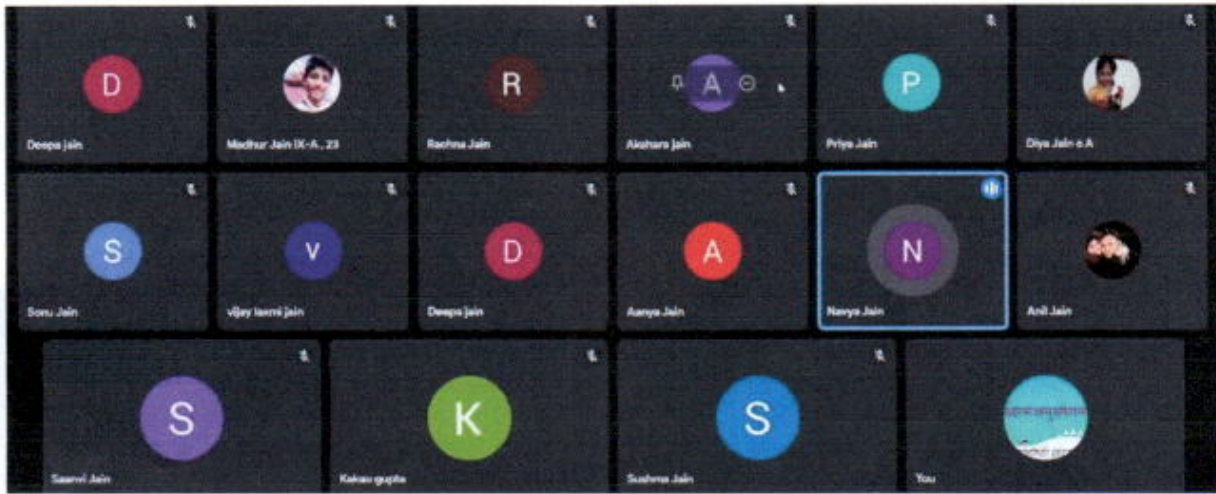 D
Deepa jain
Madhur Jain IX-A , 23
R
Rachna Jain
A
Akshara jain
P
Priya Jain
Diya Jain 6 A
S
Sonu Jain
v
vijay laxmi jain
D
Deepa jain
A
Aanya Jain
N
Navya Jain
Anil Jain
S
Saanvi Jain
K
gupta
S
Sushma Jain
You